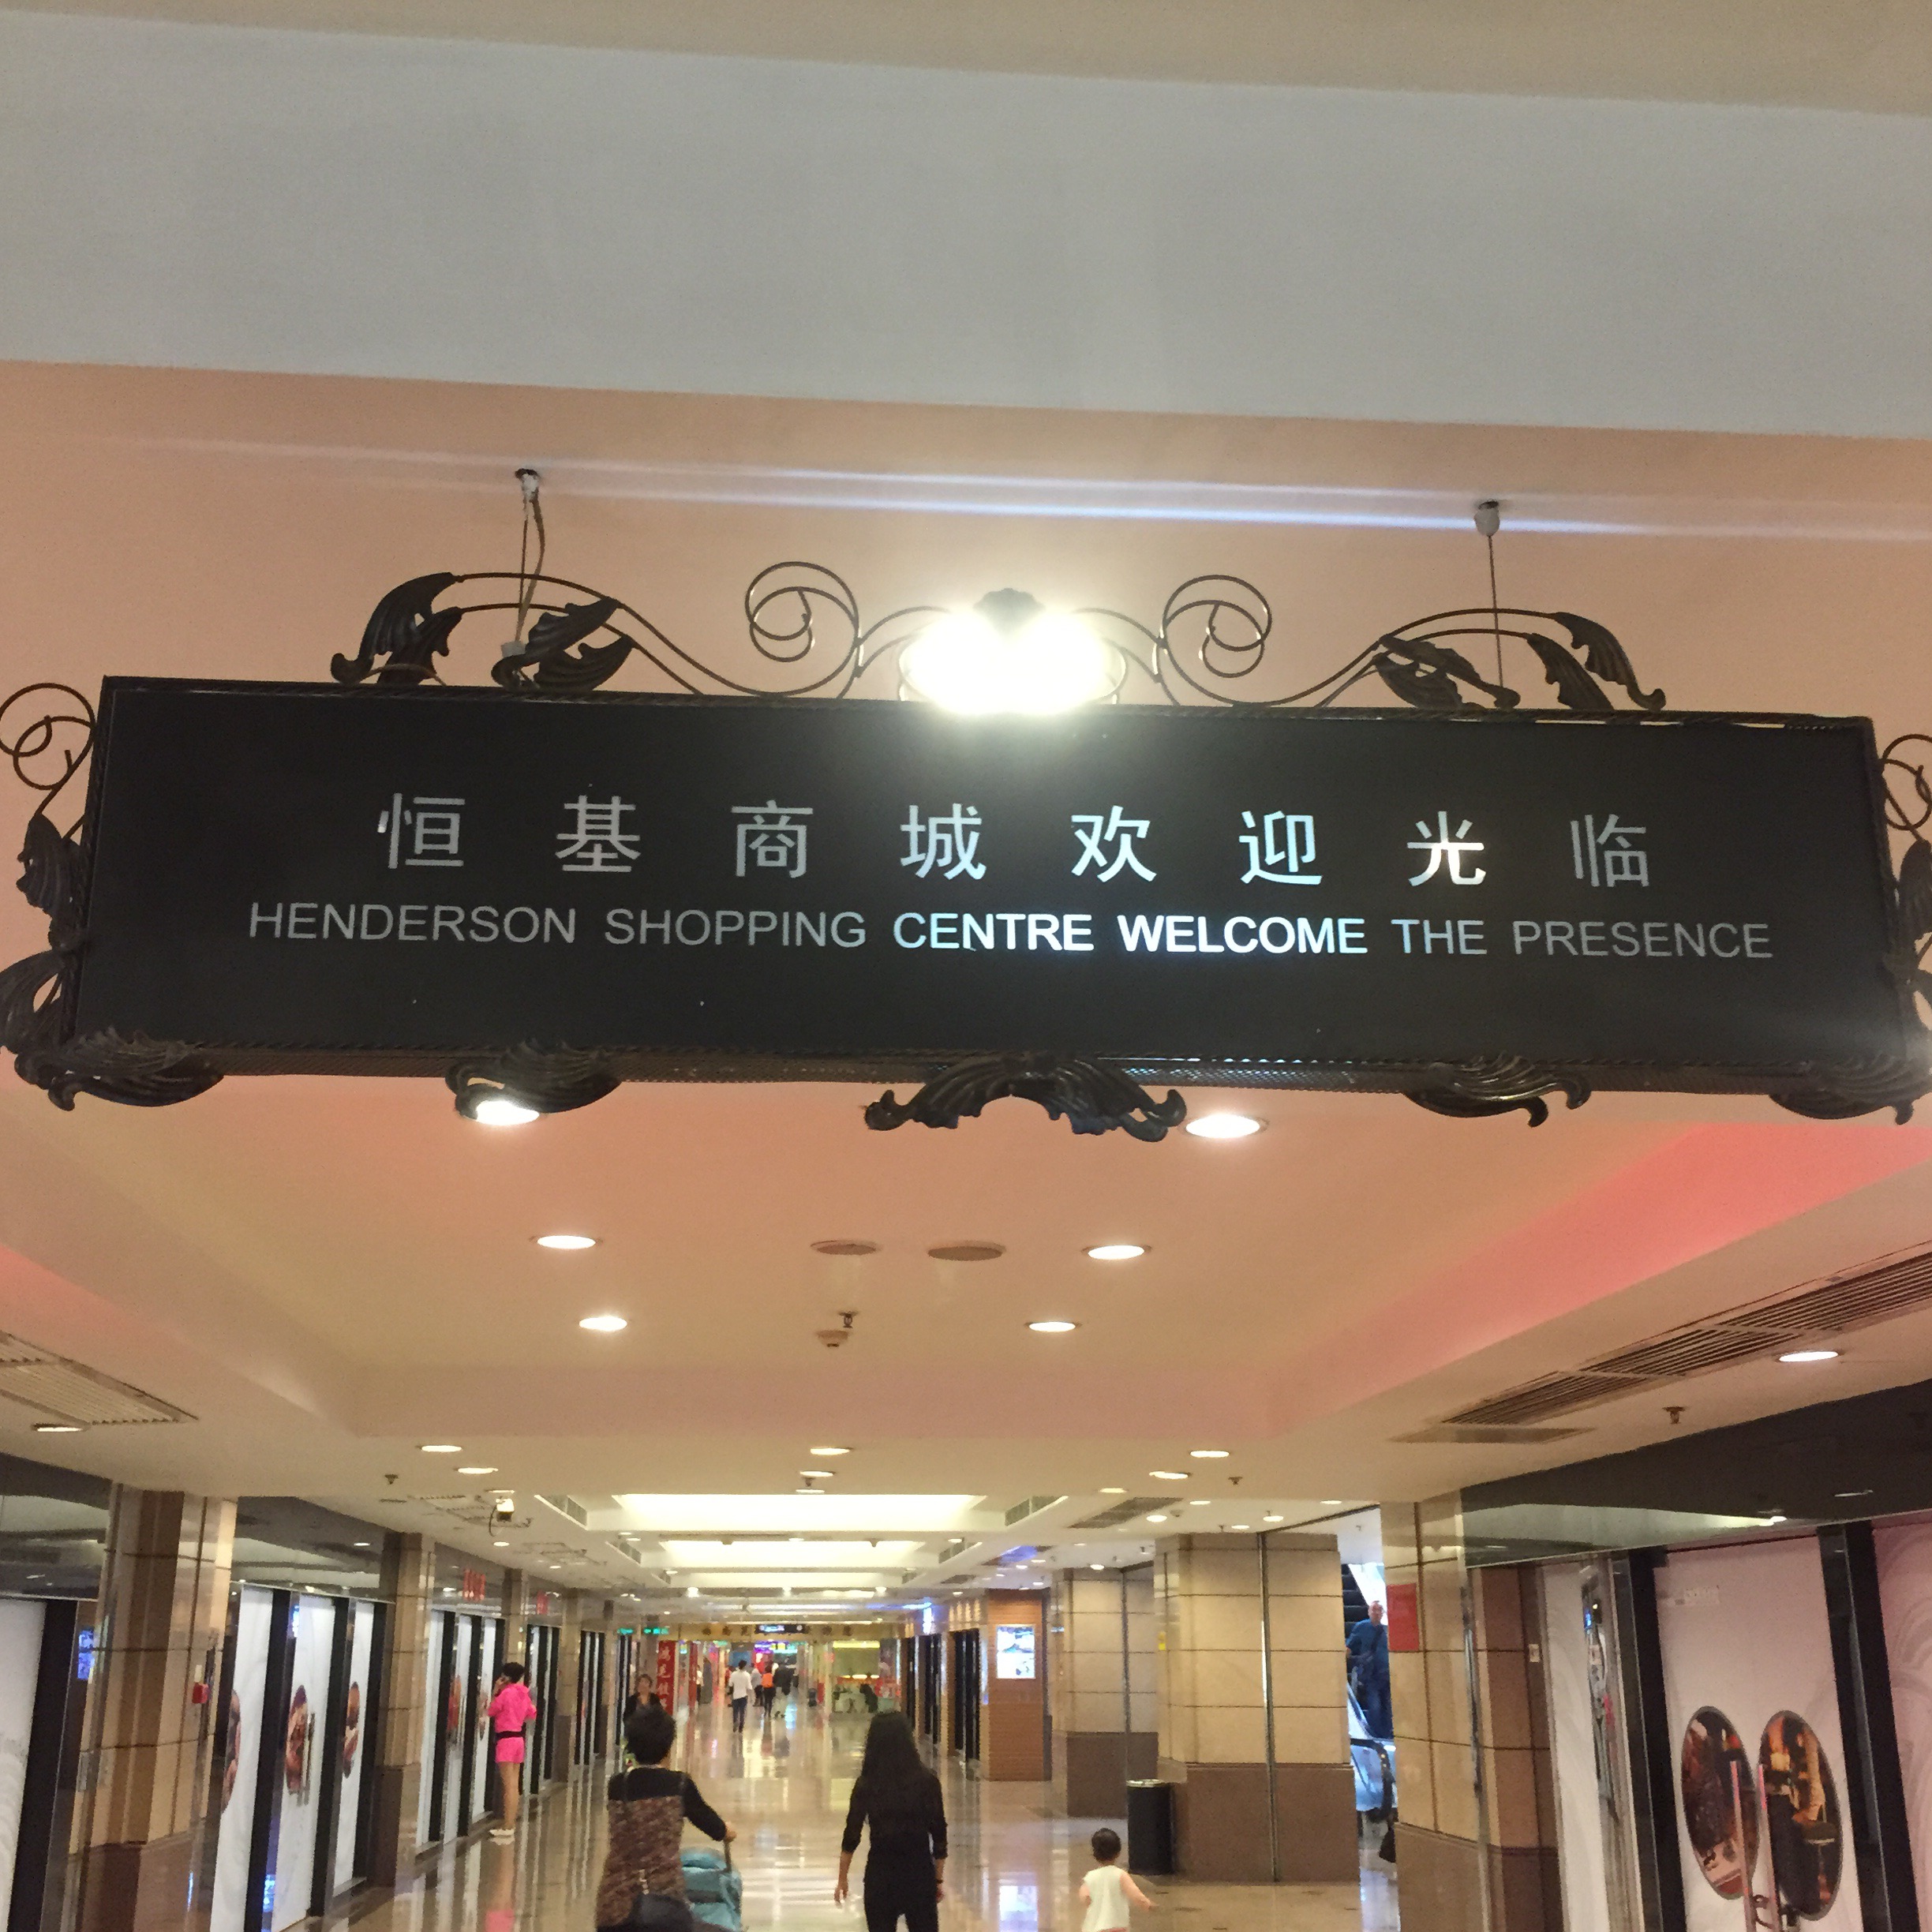 恒基商城欢迎光临
HENDERSON SHOPPING CENTRE WELCOME THE PRESENCE